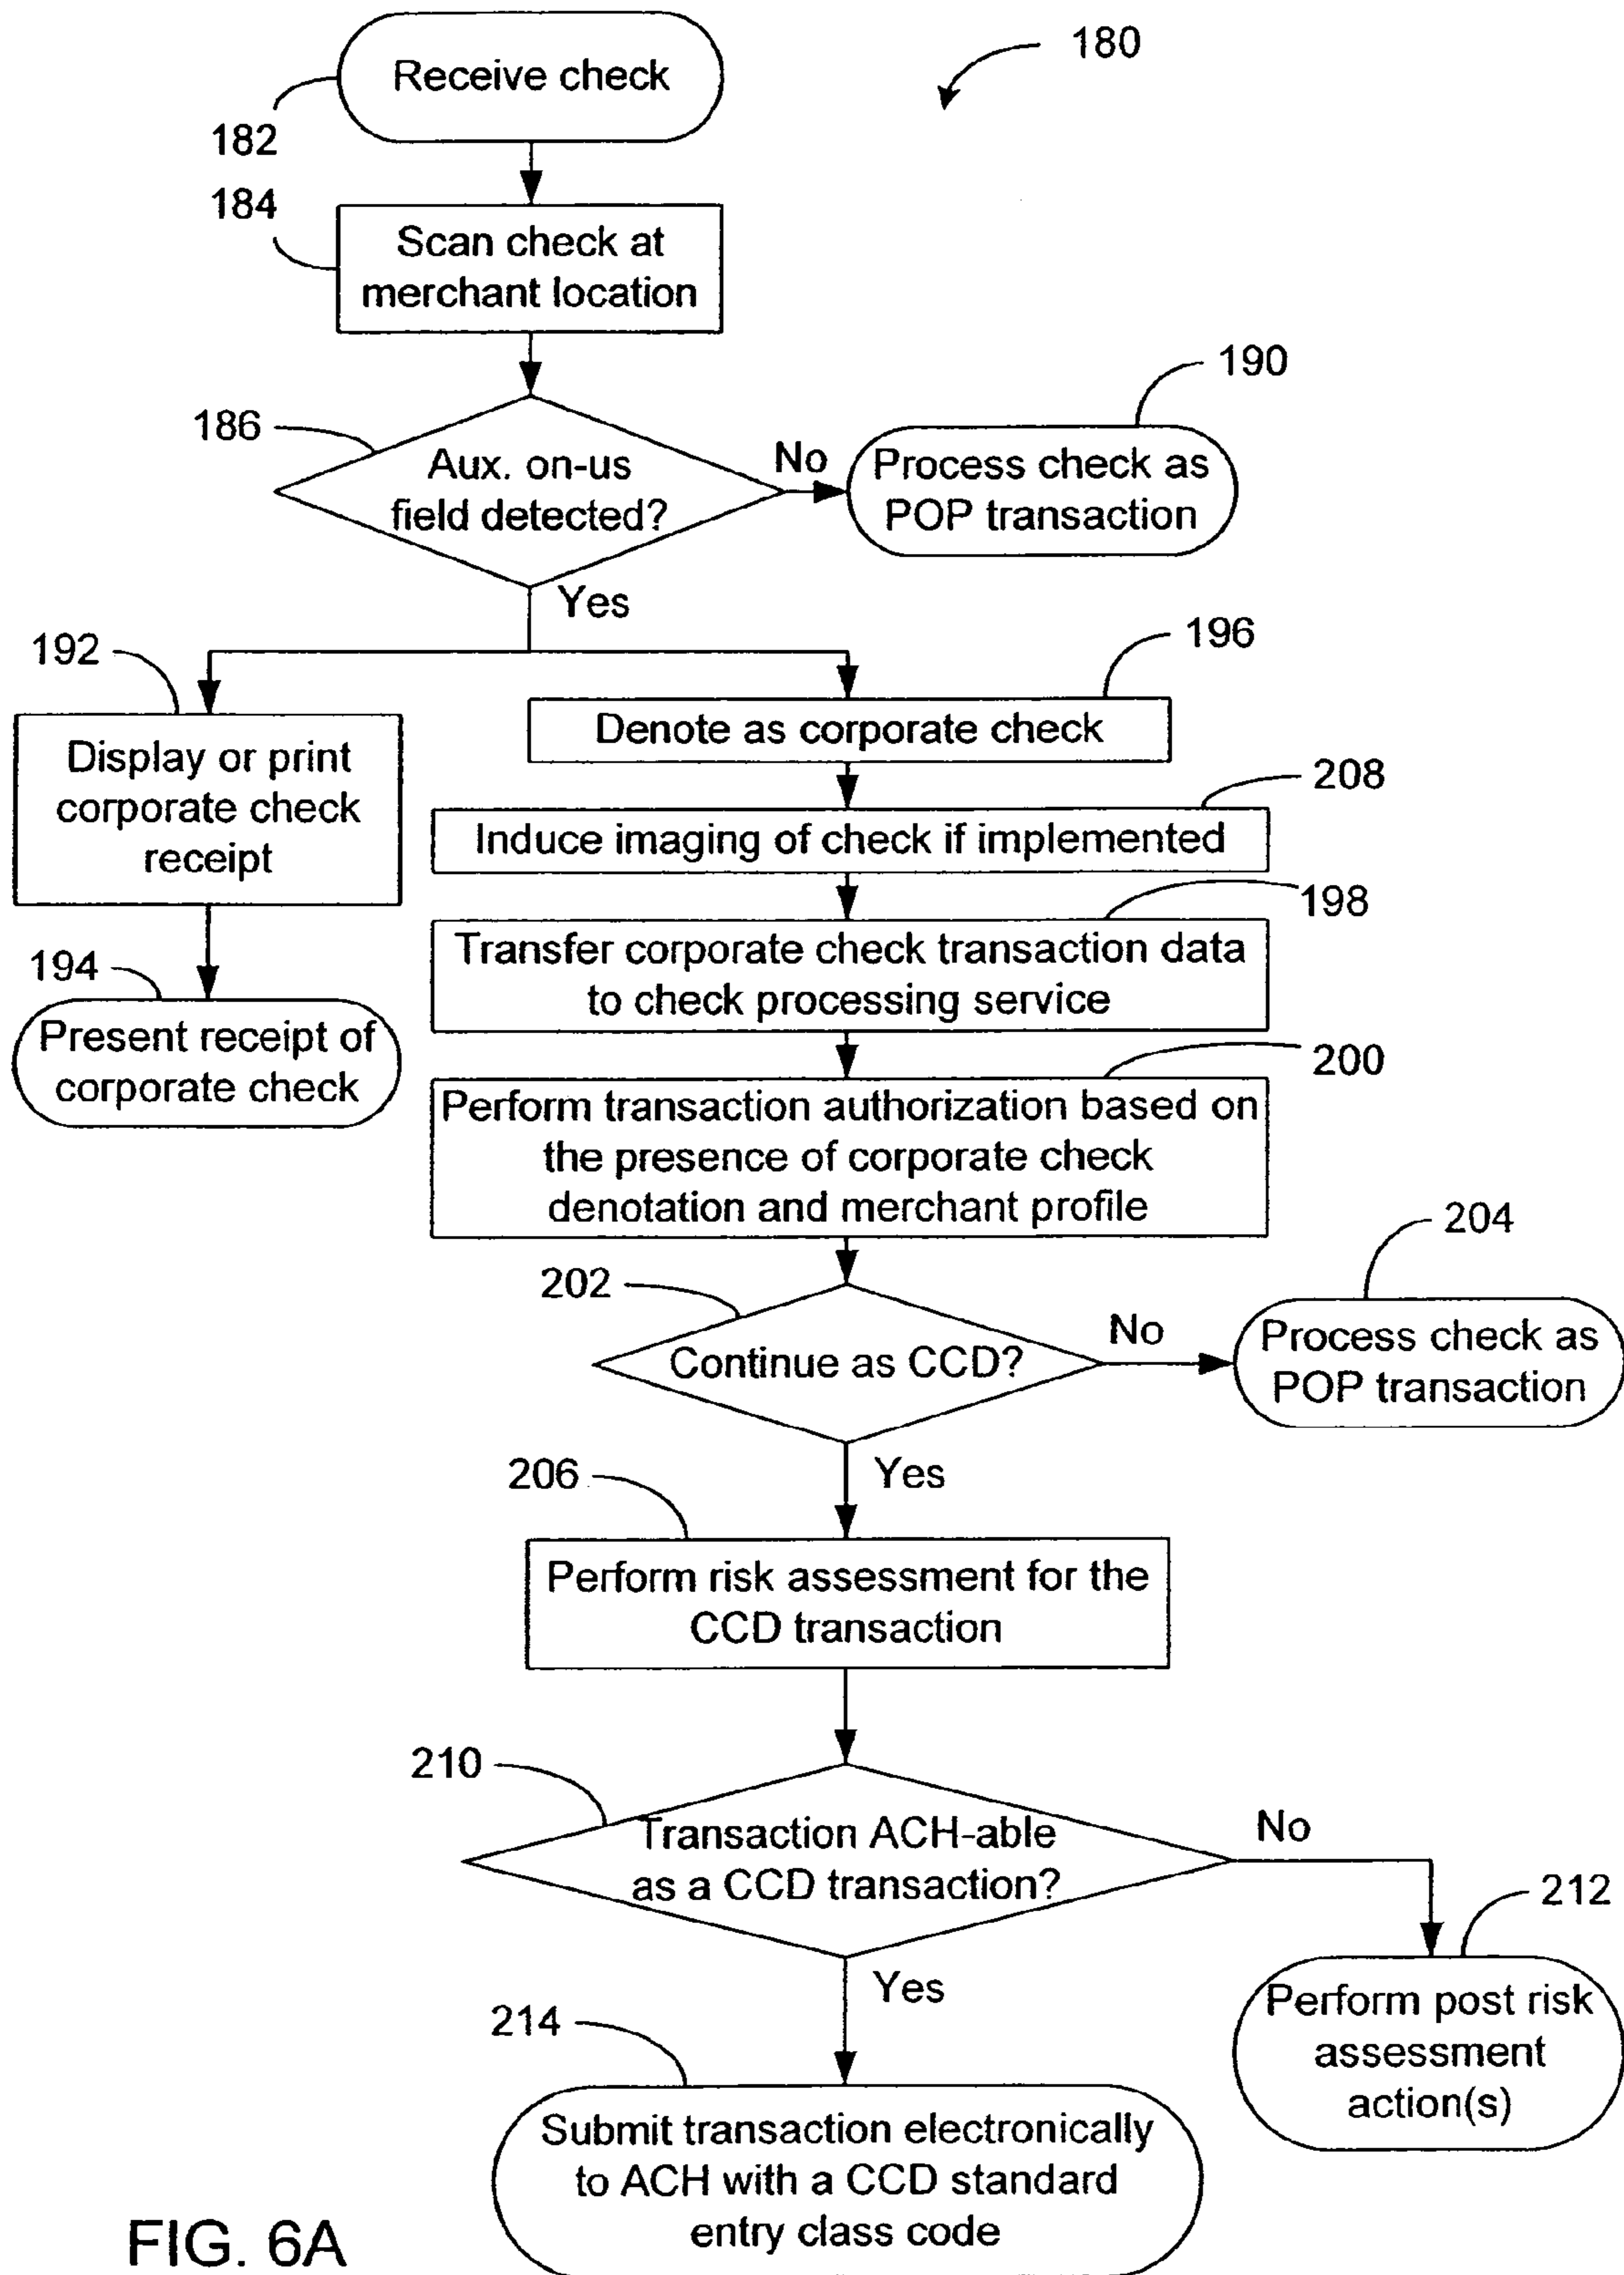 180
Receive check
182
184
Scan check at
merchant location
190
186
Aux. on-us
field detected?
No
Process check as
POP transaction
Yes
192
196
Display or print
corporate check
receipt
Denote as corporate check
208
Induce imaging of check if implemented
198
Transfer corporate check transaction data
to check processing service
194
Present receipt of
corporate check
200
Perform transaction authorization based on
the presence of corporate check
denotation and merchant profile
204
202
Continue as CCD?
No
Process check as
POP transaction
Yes
206
Perform risk assessment for the
CCD transaction
210
Transaction ACH-able
as a CCD transaction?
No
212
Perform post risk
assessment
action(s)
Yes
214
Submit transaction electronically
to ACH with a CCD standard
entry class code
FIG. 6A